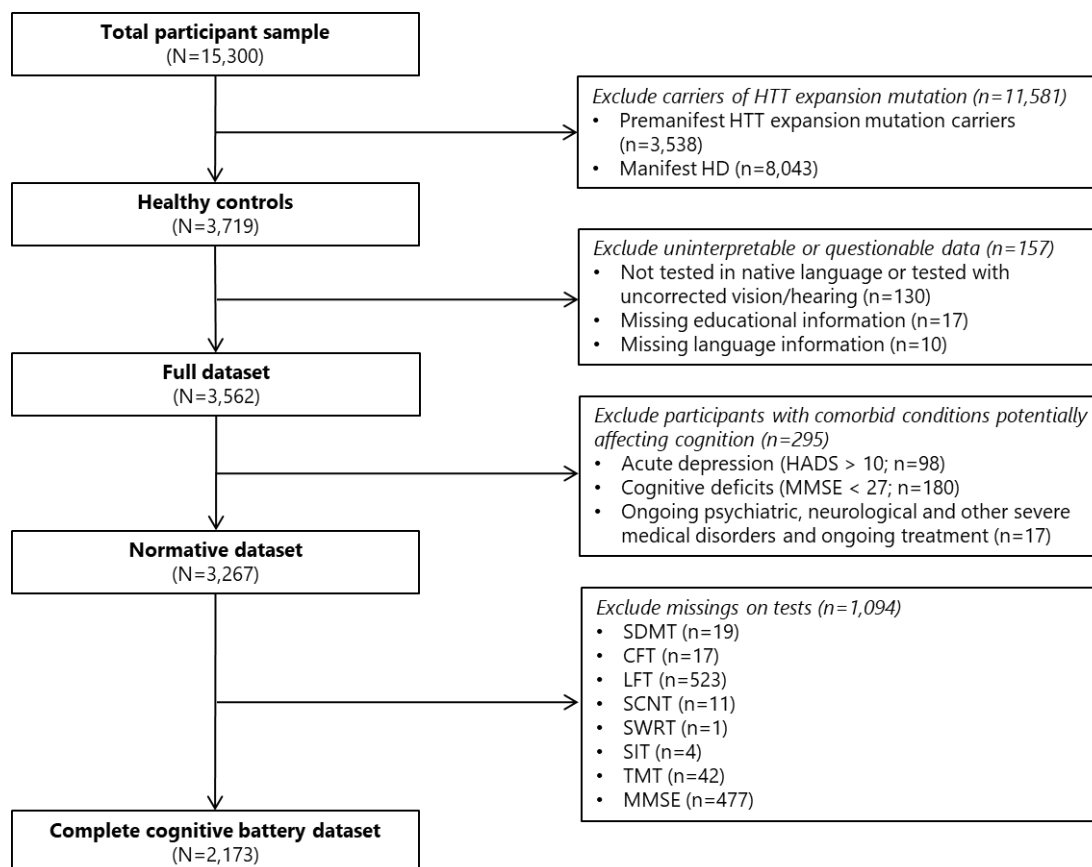 Total participant sample
(N=15,300)
Exclude carriers of HTT expansion mutation (n=11,581)
• Premanifest HTT expansion mutation carriers
(n=3,538)
• Manifest HD (n=8,043)
Healthy controls
(N=3,719)
Exclude uninterpretable or questionable data (n=157)
• Not tested in native language or tested with
uncorrected vision/hearing (n=130)
• Missing educational information (n=17)
• Missing language information (n=10)
Full dataset
(N=3,562)
Exclude participants with comorbid conditions potentially
affecting cognition (n=295)
• Acute depression (HADS > 10; n=98)
• Cognitive deficits (MMSE < 27; n=180)
• Ongoing psychiatric, neurological and other severe
medical disorders and ongoing treatment (n=17)
Normative dataset
(N=3,267)
Exclude missings on tests (n=1,094)
• SDMT (n=19)
• CFT (n=17)
• LFT (n=523)
• SCNT (n=11)
• SWRT (n=1)
• SIT (n=4)
• TMT (n=42)
• MMSE (n=477)
Complete cognitive battery dataset
(N=2,173)